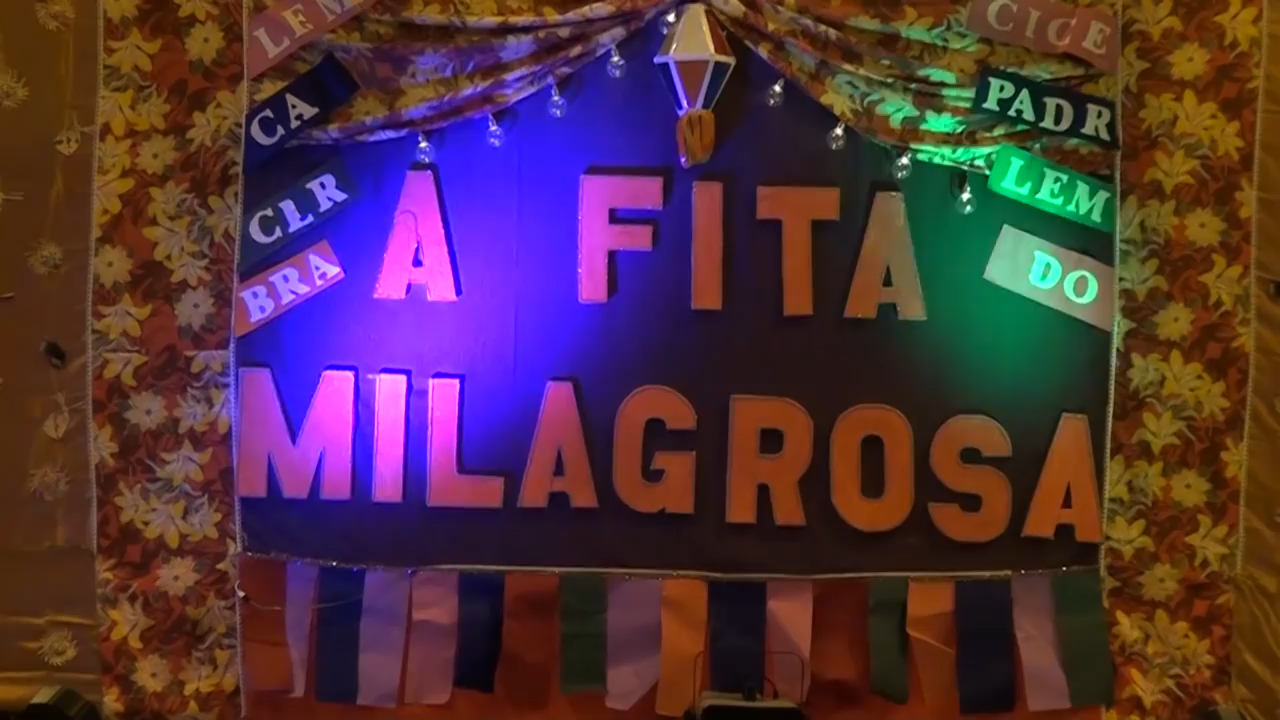 LEM
CA
CLR
BRA
CICE
PADR
LEM
DO
A FITA
MILAGROSA